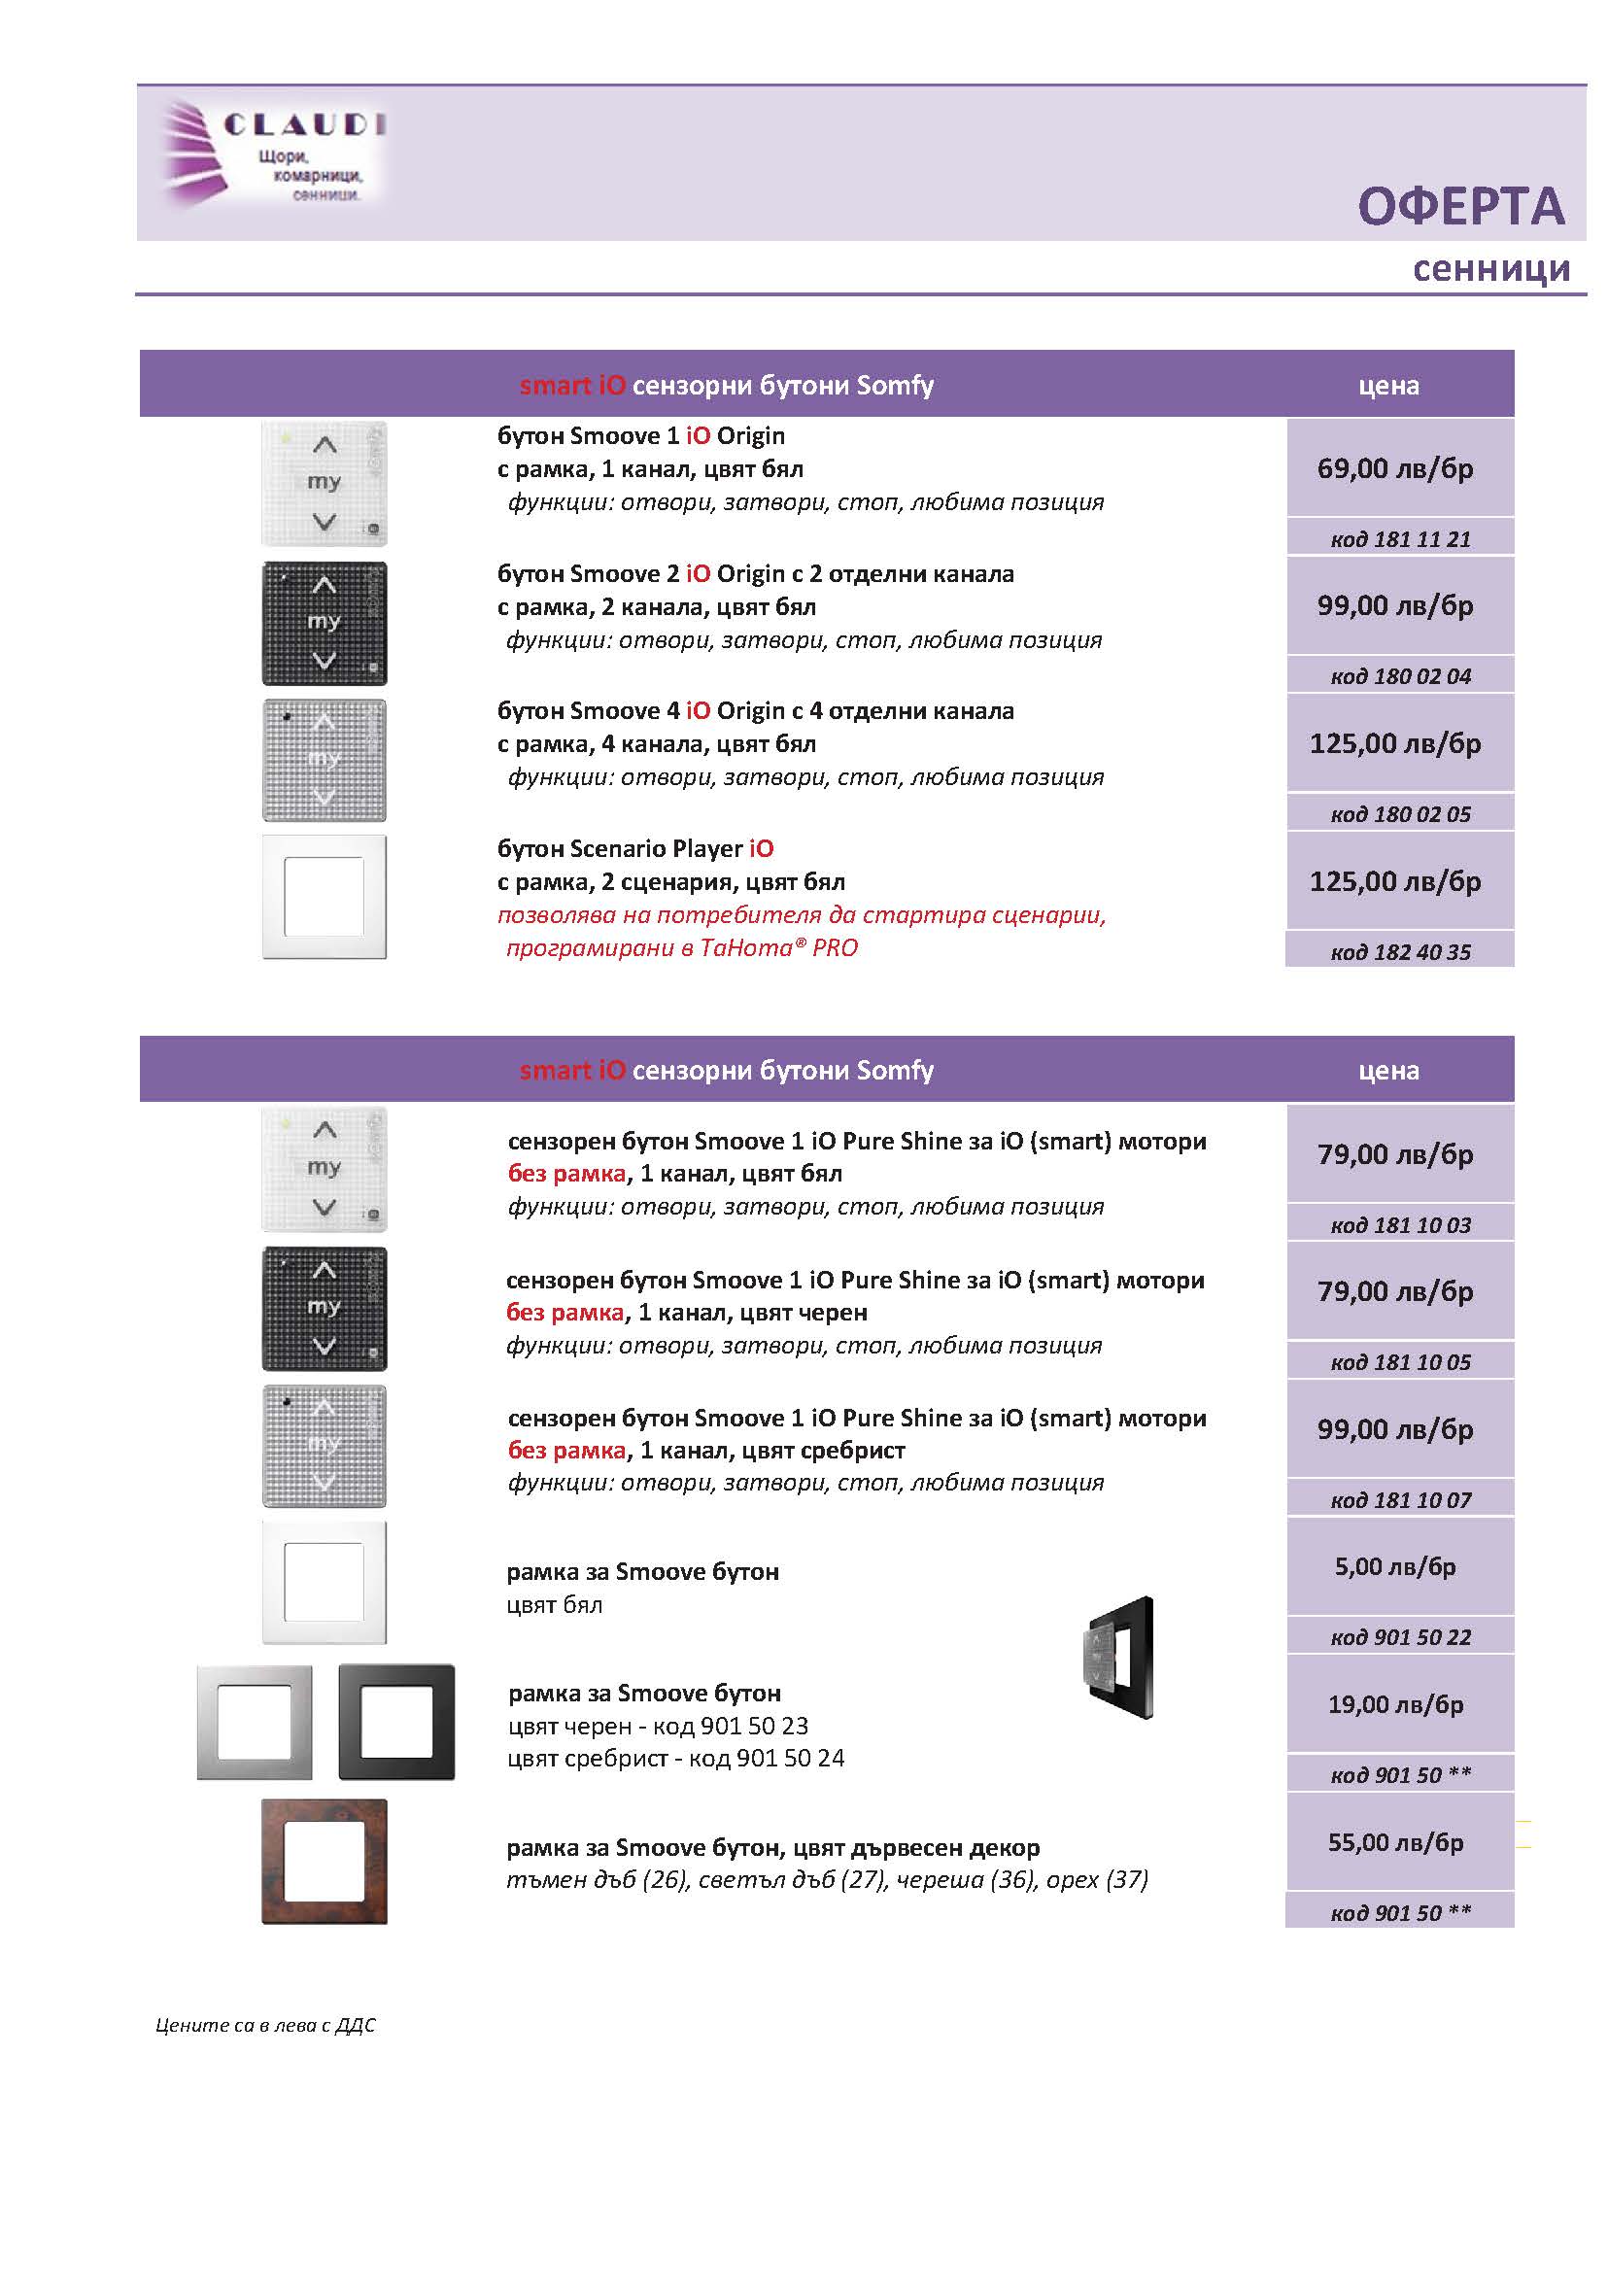 CLAUDI
Щори,
комарници,
сенници.
ОФЕРТА
сенници
smart iO сензорни бутони Somfy цена
бутон Smoove 1 iO Origin
с рамка, 1 канал, цвят бял
функции: отвори, затвори, стоп, любима позиция
69,00 лв/бр
код 181 11 21
my
бутон Smoove 2 iO Origin с 2 отделни канала
с рамка, 2 канала, цвят бял
функции: отвори, затвори, стоп, любима позиция
99,00 лв/бр
код 180 02 04
my
бутон Smoove 4 iO Origin с 4 отделни канала
с рамка, 4 канала, цвят бял
функции: отвори, затвори, стоп, любима позиция
125,00 лв/бр
код 180 02 05
my
бутон Scenario Player iO
с рамка, 2 сценария, цвят бял
позволява на потребителя да стартира сценарии,
програмирани в TaHoma® PRO
125,00 лв/бр
код 182 40 35
smart iO сензорни бутони Somfy цена
my
сензорен бутон Smoove 1 iO Pure Shine за iO (smart) мотори
без рамка, 1 канал, цвят бял
функции: отвори, затвори, стоп, любима позиция
79,00 лв/бр
код 181 10 03
my
сензорен бутон Smoove 1 iO Pure Shine за iO (smart) мотори
без рамка, 1 канал, цвят черен
функции: отвори, затвори, стоп, любима позиция
79,00 лв/бр
код 181 10 05
my
сензорен бутон Smoove 1 iO Pure Shine за iO (smart) мотори
без рамка, 1 канал, цвят сребрист
функции: отвори, затвори, стоп, любима позиция
99,00 лв/бр
код 181 10 07
рамка за Smoove бутон
цвят бял
5,00 лв/бр
код 901 50 22
рамка за Smoove бутон
цвят черен - код 901 50 23
цвят сребрист - код 901 50 24
19,00 лв/бр
код 901 50 **
рамка за Smoove бутон, цвят дървесен декор
тъмен дъб (26), светъл дъб (27), череша (36), орех (37)
55,00 лв/бр
код 901 50 **
Цените са в лева с ДДС